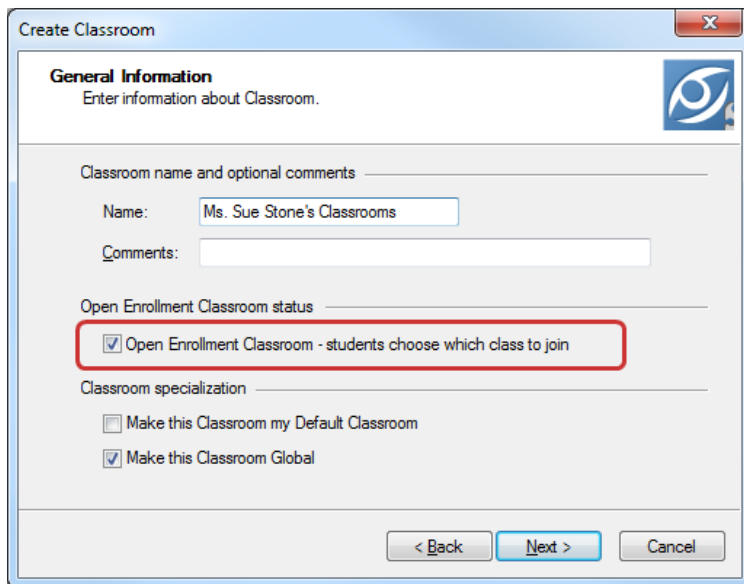 Create Classroom
General Information
Enter information about Classroom.
Classroom name and optional comments
Name: Ms. Sue Stone's Classrooms
Comments:
Open Enrollment Classroom status
Open Enrollment Classroom - students choose which class to join
Classroom specialization
Make this Classroom my Default Classroom
Make this Classroom Global
< Back Next > Cancel